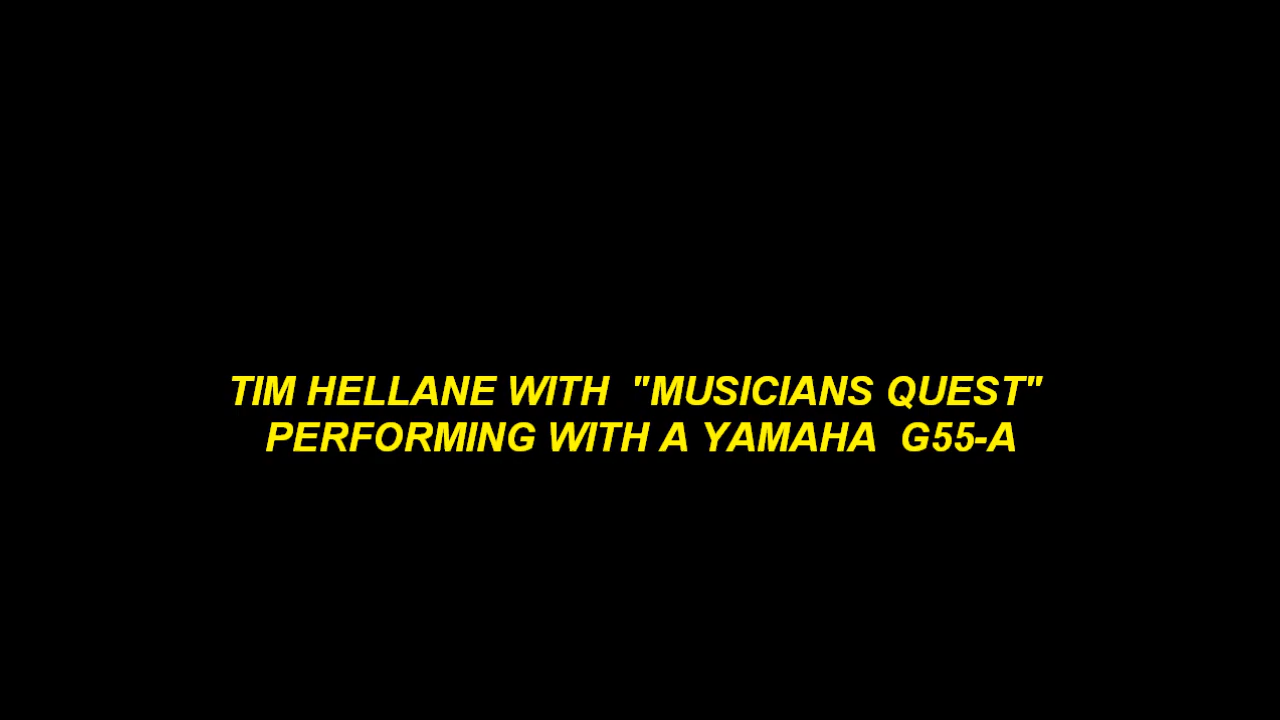 TIM HELLANE WITH  "MUSICIANS QUEST"
PERFORMING WITH A YAMAHA  G55-A